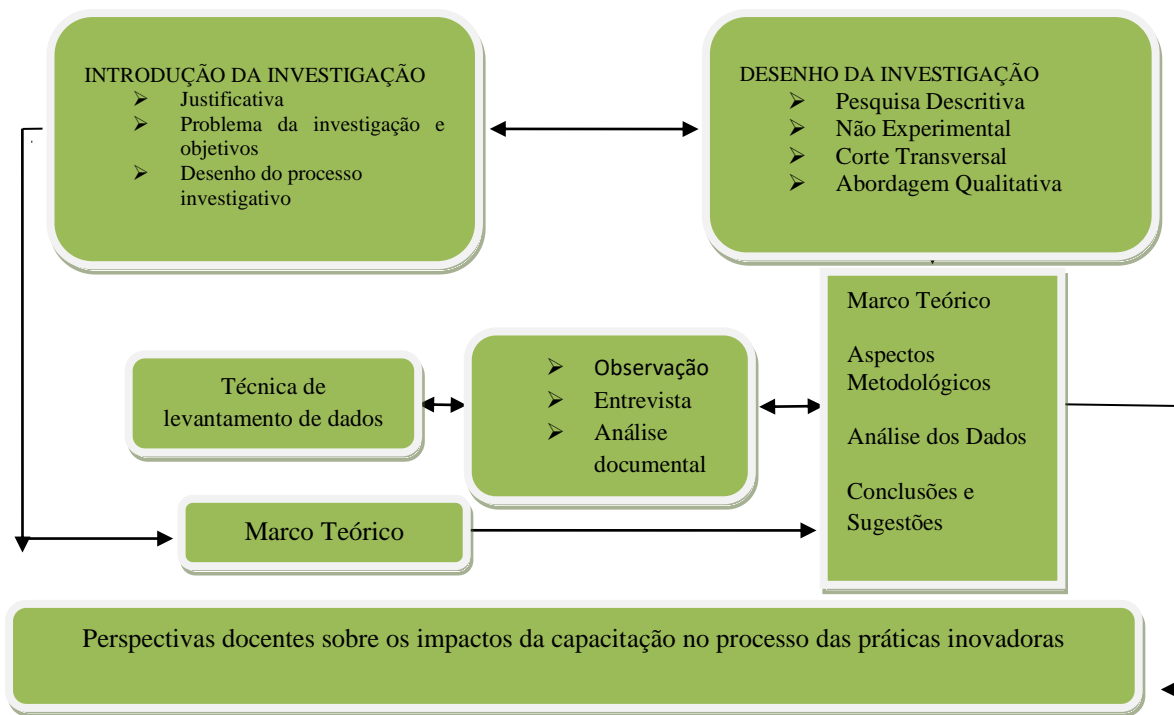 INTRODUÇÃO DA INVESTIGAÇÃO
➢ Justificativa
➢ Problema da investigação e
objetivos
➢ Desenho do processo
investigativo
DESENHO DA INVESTIGAÇÃO
➢ Pesquisa Descritiva
➢ Não Experimental
➢ Corte Transversal
➢ Abordagem Qualitativa
Técnica de
levantamento de dados
➢ Observação
➢ Entrevista
➢ Análise
documental
Marco Teórico
Aspectos
Metodológicos
Análise dos Dados
Conclusões e
Sugestões
Marco Teórico
Perspectivas docentes sobre os impactos da capacitação no processo das práticas inovadoras